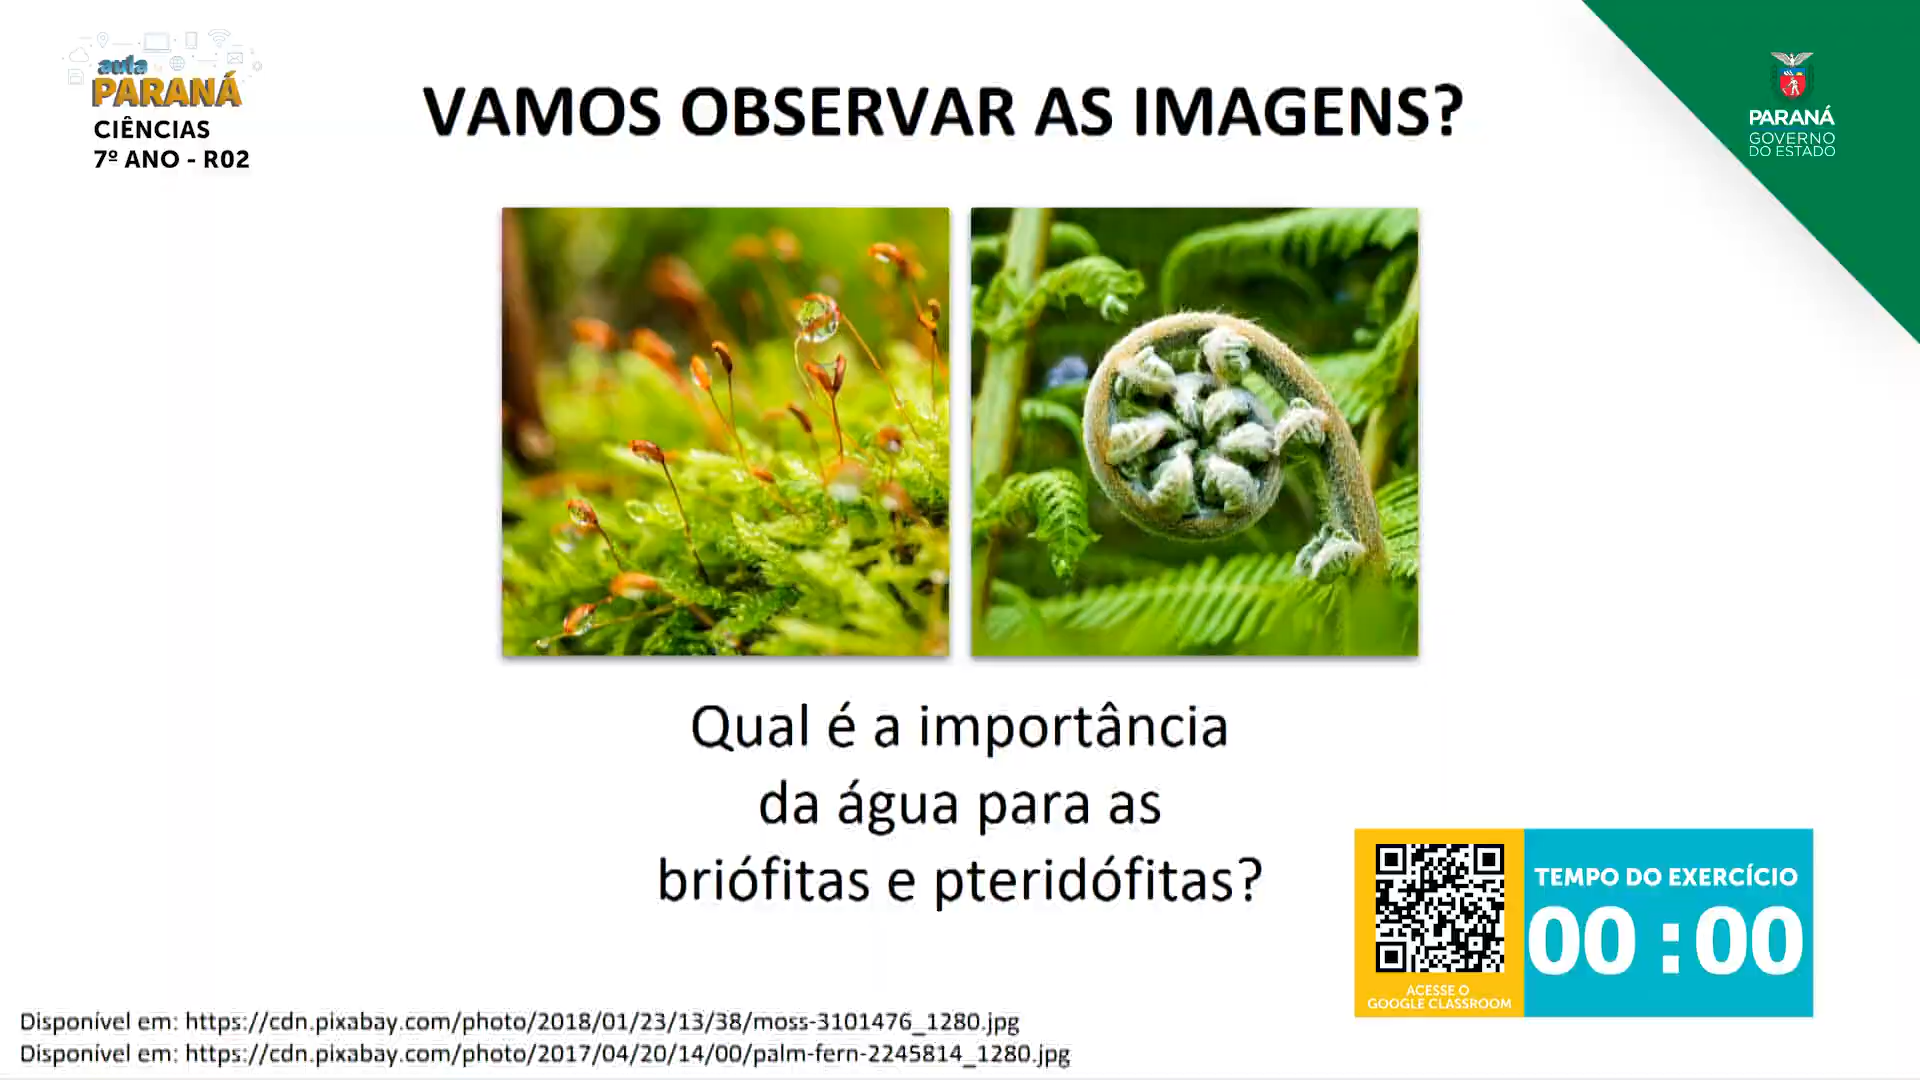 aula
PARANÁ
CIÊNCIAS
7º ANO - R02
VAMOS OBSERVAR AS IMAGENS?
PARANÁ
GOVERNO
DO ESTADO
Qual é a importância
da água para as
briófitas e pteridófitas?
TEMPO DO EXERCÍCIO
00:00
ACESSE O
GOOGLE CLASSROOM
Disponível em: https://cdn.pixabay.com/photo/2018/01/23/13/38/moss-3101476_1280.jpg
Disponível em: https://cdn.pixabay.com/photo/2017/04/20/14/00/palm-fern-2245814_1280.jpg